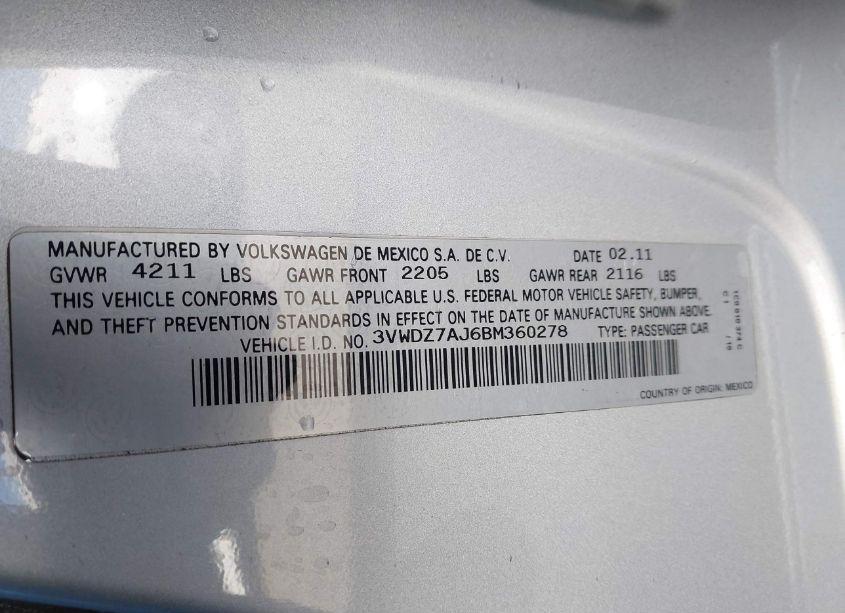 MANUFACTURED BY VOLKSWAGEN DE MEXICO S.A. DE C.V. DATE 02.11
GVWR 4211 LBS GAWR FRONT 2205 LBS GAWR REAR 2116 LBS
THIS VEHICLE CONFORMS TO ALL APPLICABLE U.S. FEDERAL MOTOR VEHICLE SAFETY, BUMPER,
AND THEFT PREVENTION STANDARDS IN EFFECT ON THE DATE OF MANUFACTURE SHOWN ABOVE.
VEHICLE I.D. NO. 3VWDZ7AJ6BM360278 TYPE: PASSENGER CAR
COUNTRY OF ORIGIN: MEXICO